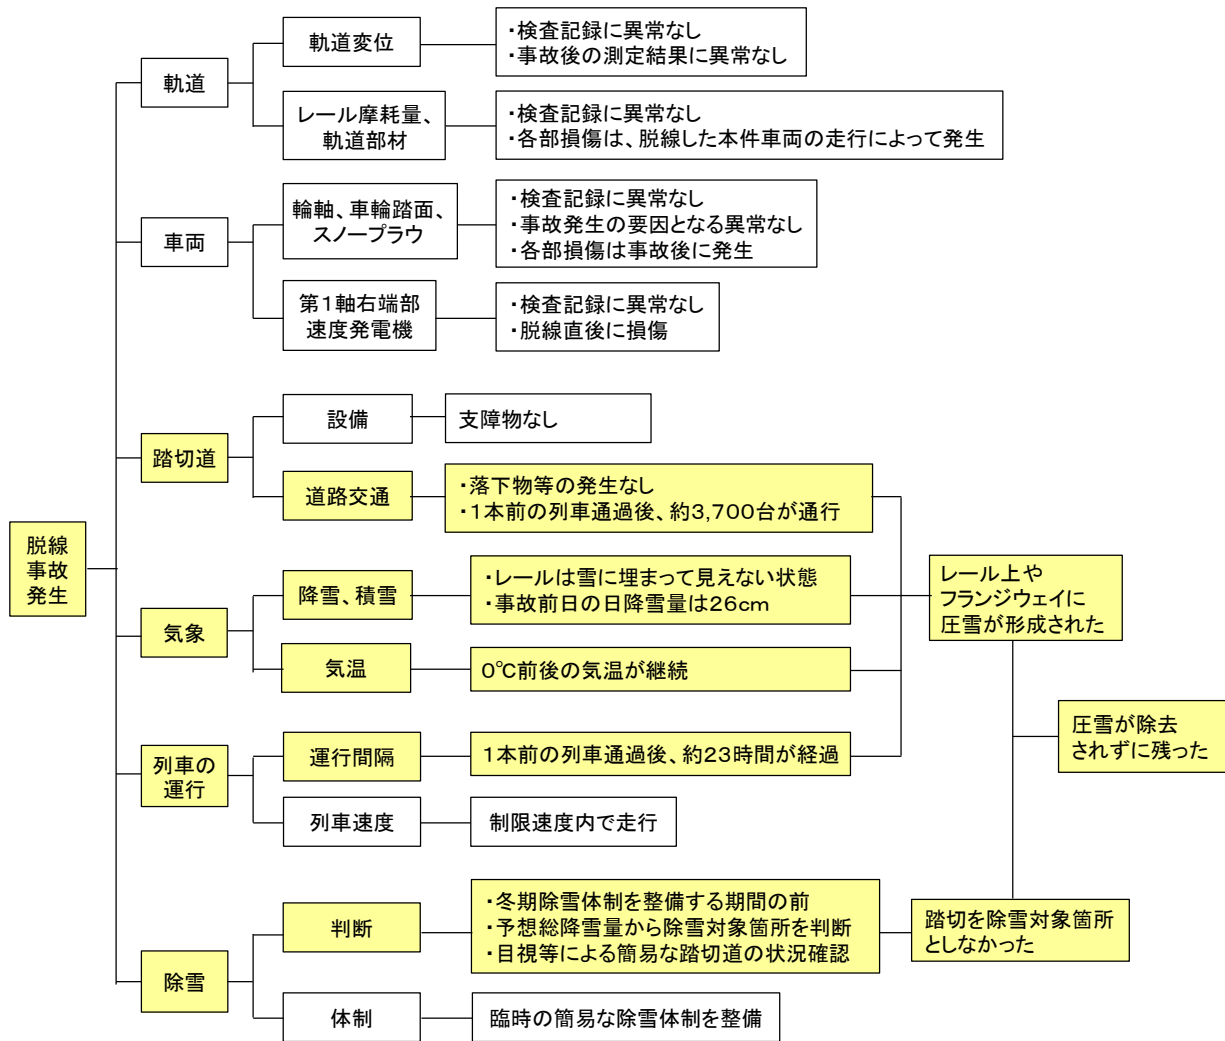 脱線
事故
発生
軌道
軌道変位
・検査記録に異常なし
・事故後の測定結果に異常なし
レール摩耗量、
軌道部材
・検査記録に異常なし
・各部損傷は、脱線した本件車両の走行によって発生
車両
輪軸、車輪踏面、
スノープラウ
・検査記録に異常なし
・事故発生の要因となる異常なし
・各部損傷は事故後に発生
第1軸右端部
速度発電機
・検査記録に異常なし
・脱線直後に損傷
踏切道
設備
支障物なし
道路交通
・落下物等の発生なし
・1本前の列車通過後、約3,700台が通行
気象
降雪、積雪
・レールは雪に埋まって見えない状態
・事故前日の日降雪量は26cm
気温
0℃前後の気温が継続
列車の
運行
運行間隔
1本前の列車通過後、約23時間が経過
列車速度
制限速度内で走行
除雪
判断
・冬期除雪体制を整備する期間の前
・予想総降雪量から除雪対象箇所を判断
・目視等による簡易な踏切道の状況確認
体制
臨時の簡易な除雪体制を整備
レール上や
フランジウェイに
圧雪が形成された
踏切を除雪対象箇所
としなかった
圧雪が除去
されずに残った